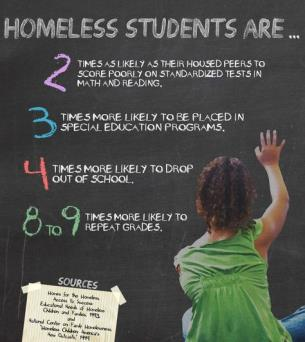 HOMELESS STUDENTS ARE...
2 TIMES AS LIKELY AS THEIR HOUSED PEERS TO
SCORE POORLY ON STANDARDIZED TESTS IN
MATH AND READING.
3 TIMES MORE LIKELY TO BE PLACED IN
SPECIAL EDUCATION PROGRAMS.
4 TIMES MORE LIKELY TO DROP
OUT OF SCHOOL.
8 TO 9 TIMES MORE LIKELY TO
REPEAT GRADES.
SOURCES
Homes for the Homeless
Access To Success
Educational Needs of Homeless
Children and Families, 1993
and
National Center on Family Homelessness
"Homeless Children: America's
New Outcasts," 1999